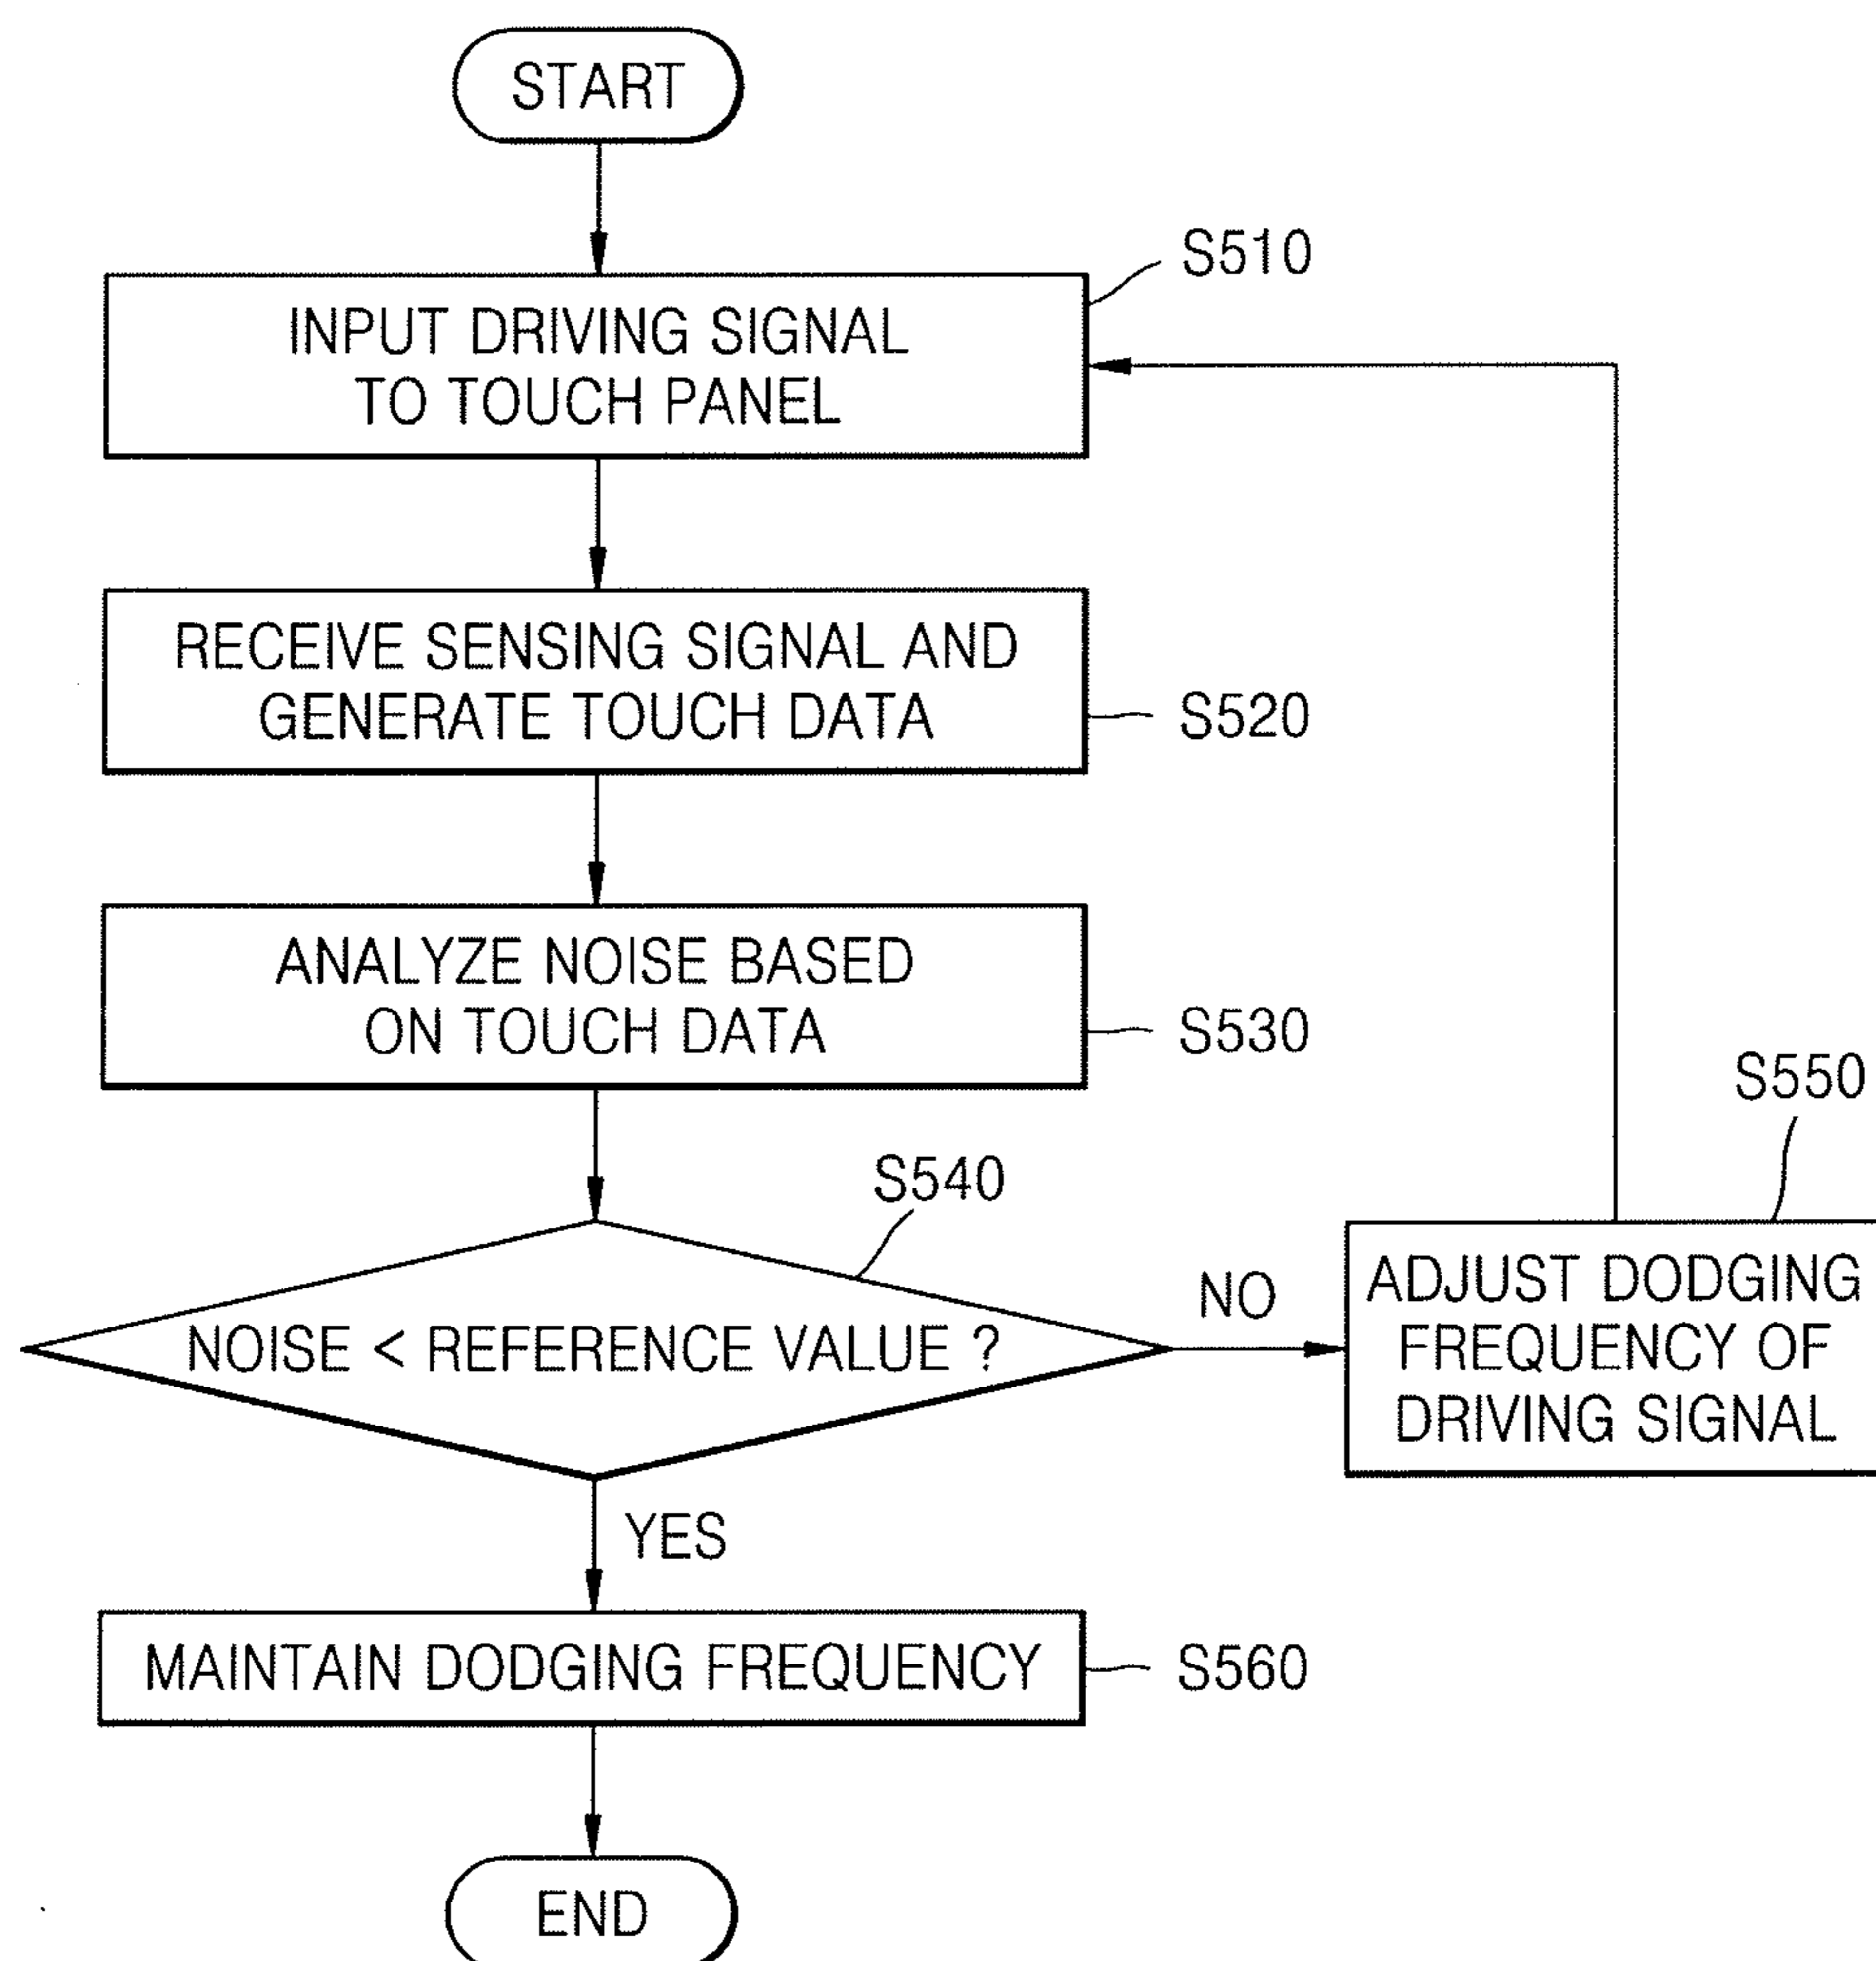 START
S510
INPUT DRIVING SIGNAL
TO TOUCH PANEL
RECEIVE SENSING SIGNAL AND
GENERATE TOUCH DATA
S520
ANALYZE NOISE BASED
ON TOUCH DATA
S530
S540
NOISE < REFERENCE VALUE ?
NO
S550
ADJUST DODGING
FREQUENCY OF
DRIVING SIGNAL
YES
MAINTAIN DODGING FREQUENCY
S560
END